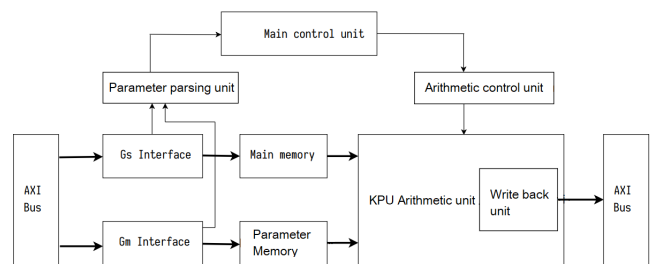 Main control unit
Parameter parsing unit
Arithmetic control unit
Gs Interface
Main memory
AXI
Bus
KPU Arithmetic unit
Write back
unit
AXI
Bus
Gm Interface
Parameter
Memory